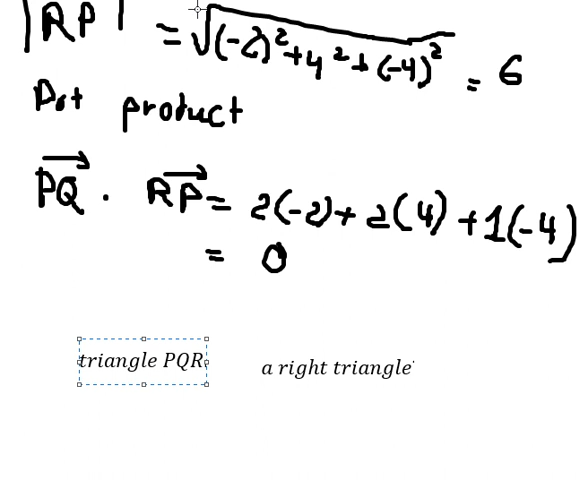 |RP| = √(-2)²+4²+(-4)² = 6
Dot product
PQ⃗ · RP⃗ = 2(-2)+2(4)+1(-4)
= 0
triangle PQR
a right triangle